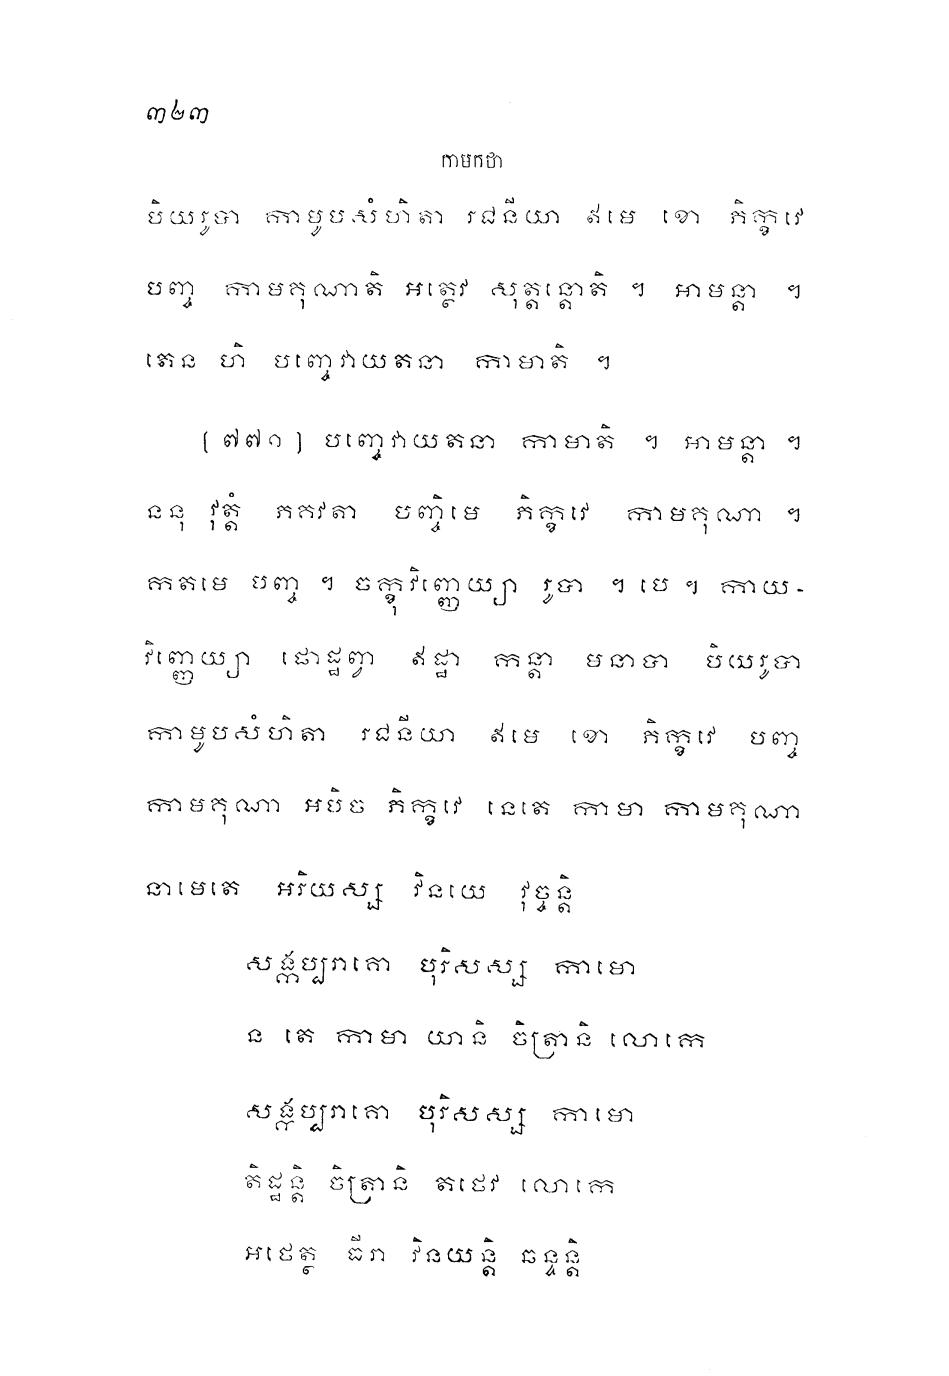 ៣២៣
កាមកថា
បិយរូបា កាមូបសំហិតា រជនីយា ឥមេ ខោ ភិក្ខវេ
បញ្ច កាមគុណាតិ អត្ថេវ សុត្តន្តោតិ ។ អាមន្តា ។
តេន ហិ បញ្ចេវាយតនា កាមាតិ ។
(៧៧១) បញ្ចេវាយតនា កាមាតិ ។ អាមន្តា ។
ននុ វុត្តំ ភគវតា បញ្ចិមេ ភិក្ខវេ កាមគុណា ។
កតមេ បញ្ច ។ ចក្ខុវិញ្ញេយ្យា រូបា ។ បេ ។ កាយ-
វិញ្ញេយ្យា ផោដ្ឋព្វា ឥដ្ឋា កន្តា មនាបា បិយរូបា
កាមូបសំហិតា រជនីយា ឥមេ ខោ ភិក្ខវេ បញ្ច
កាមគុណា អបិច ភិក្ខវេ នេតេ កាមា កាមគុណា
នាមេតេ អរិយស្ស វិនយេ វុច្ចន្តិ
សង្កប្បរាគោ បុរិសស្ស កាមោ
ន តេ កាមា យានិ ចិត្រានិ លោកេ
សង្កប្បរាគោ បុរិសស្ស កាមោ
តិដ្ឋន្តិ ចិត្រានិ តថេវ លោកេ
អថេត្ថ ធីរា វិនយន្តិ ឆន្ទន្តិ